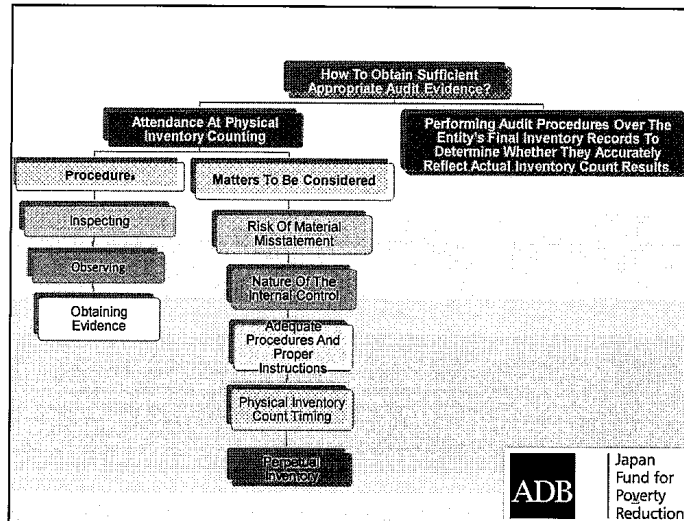 How To Obtain Sufficient
Appropriate Audit Evidence?
Attendance At Physical
Inventory Counting
Performing Audit Procedures Over The
Entity's Final Inventory Records To
Determine Whether They Accurately
Reflect Actual Inventory Count Results.
Procedures
Inspecting
Observing
Obtaining
Evidence
Matters To Be Considered
Risk Of Material
Misstatement
Nature Of The
Internal Control
Adequate
Procedures And
Proper
Instructions
Physical Inventory
Count Timing
Perpetual
Inventory
ADB
Japan
Fund for
Poverty
Reduction